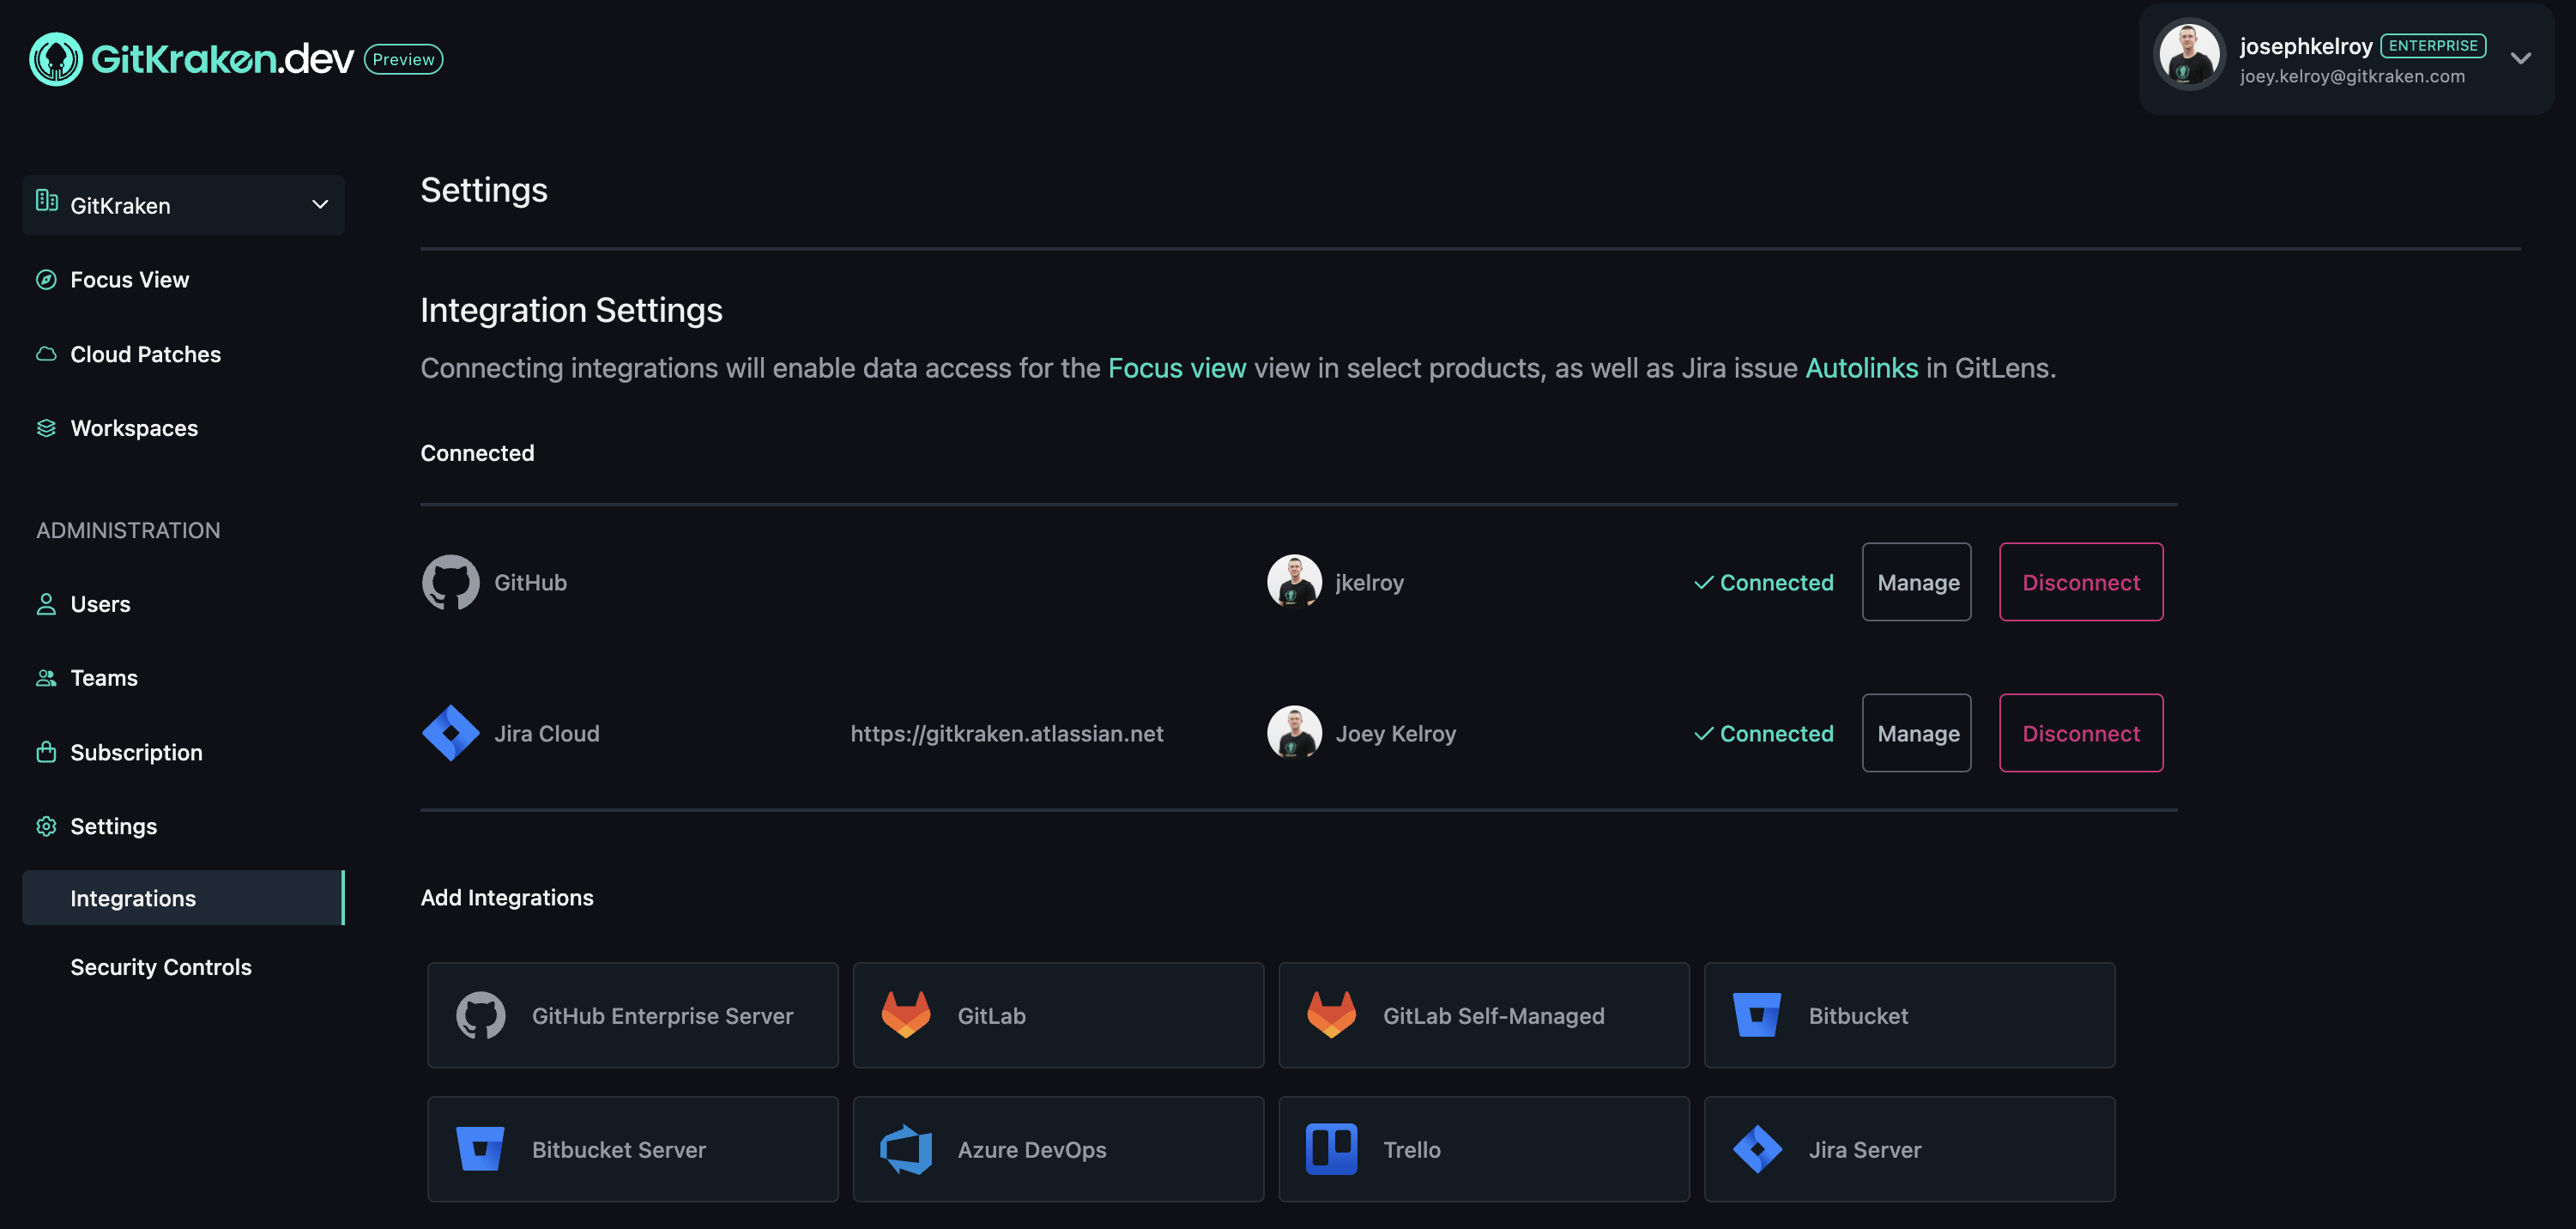 GitKraken.dev Preview
josephkelroy ENTERPRISE
joey.kelroy@gitkraken.com
GitKraken
Focus View
Cloud Patches
Workspaces
ADMINISTRATION
Users
Teams
Subscription
Settings
Integrations
Security Controls
Settings
Integration Settings
Connecting integrations will enable data access for the Focus view view in select products, as well as Jira issue Autolinks in GitLens.
Connected
GitHub jkelroy Connected Manage Disconnect
Jira Cloud https://gitkraken.atlassian.net Joey Kelroy Connected Manage Disconnect
Add Integrations
GitHub Enterprise Server GitLab GitLab Self-Managed Bitbucket
Bitbucket Server Azure DevOps Trello Jira Server